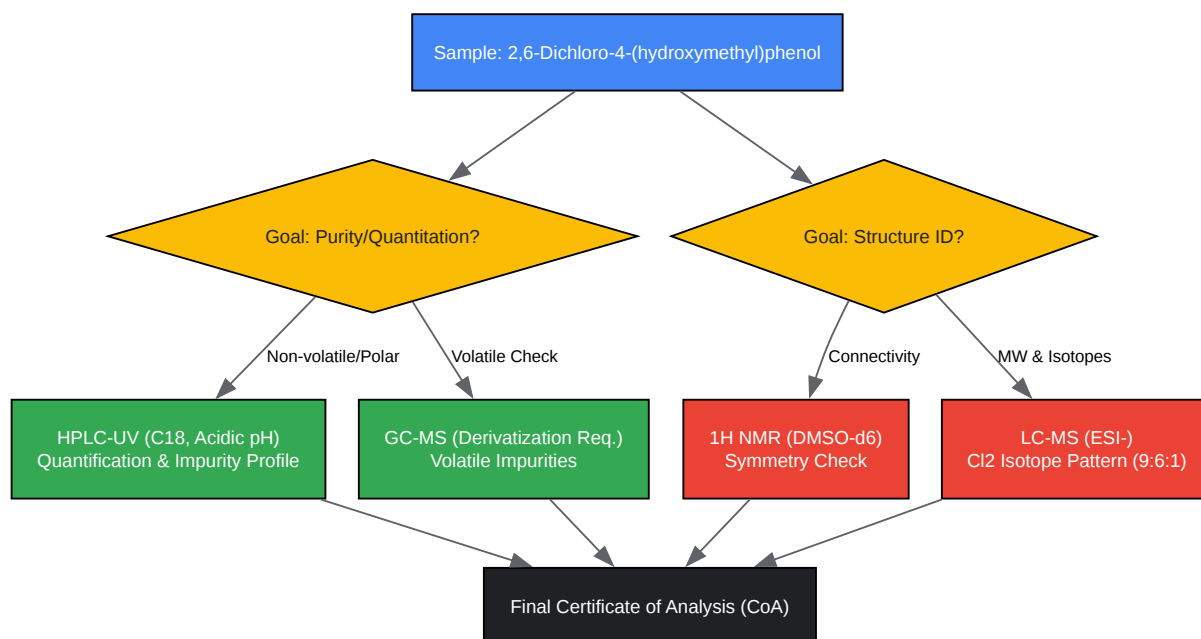 Sample: 2,6-Dichloro-4-(hydroxymethyl)phenol
Goal: Purity/Quantitation?
Goal: Structure ID?
Non-volatile/Polar
Volatile Check
Connectivity
MW & Isotopes
HPLC-UV (C18, Acidic pH)
Quantification & Impurity Profile
GC-MS (Derivatization Req.)
Volatile Impurities
1H NMR (DMSO-d6)
Symmetry Check
LC-MS (ESI-)
Cl2 Isotope Pattern (9:6:1)
Final Certificate of Analysis (CoA)